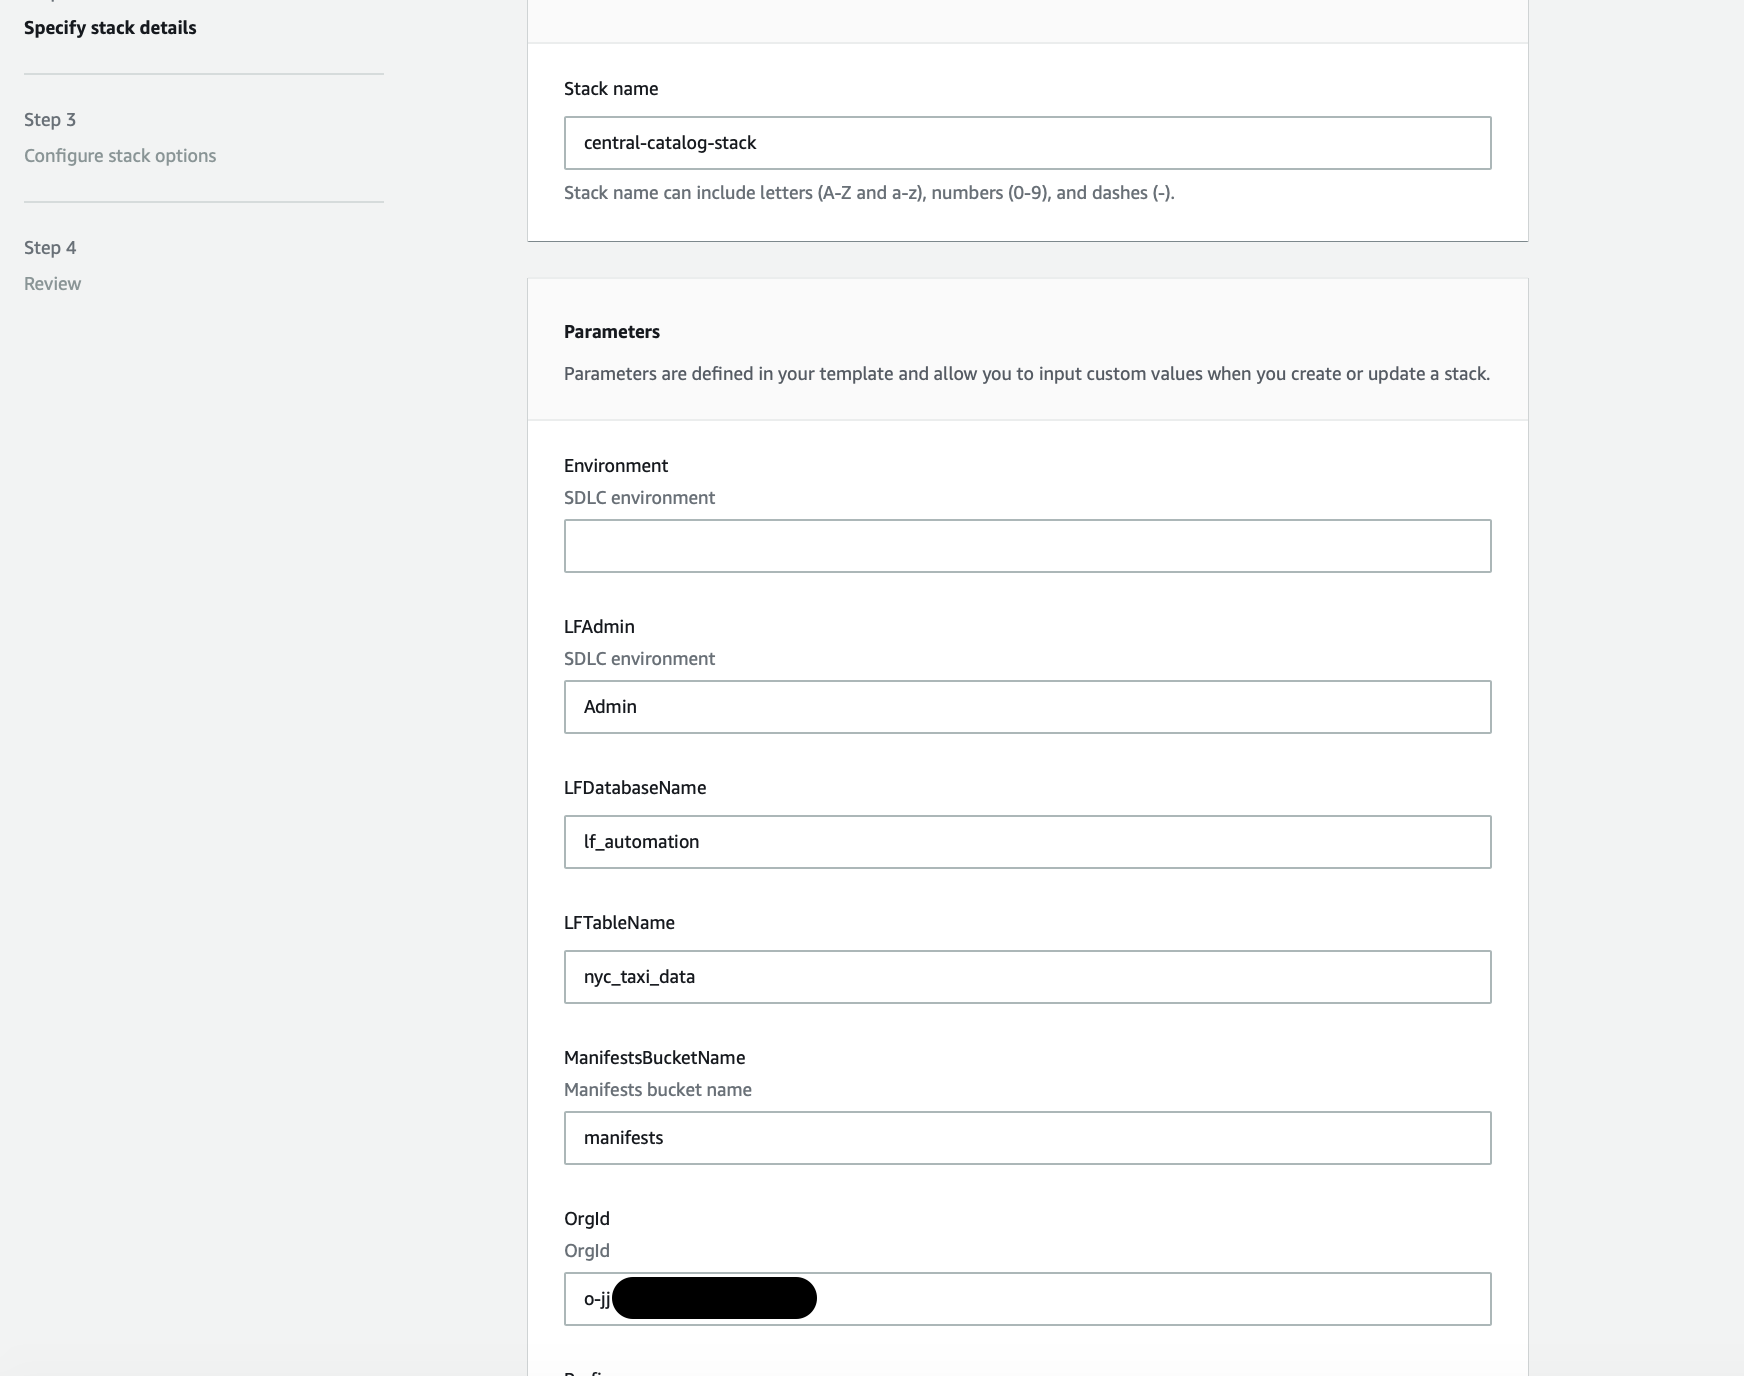 Specify stack details
Step 3
Configure stack options
Step 4
Review
Stack name
central-catalog-stack
Stack name can include letters (A-Z and a-z), numbers (0-9), and dashes (-).
Parameters
Parameters are defined in your template and allow you to input custom values when you create or update a stack.
Environment
SDLC environment
LFAdmin
SDLC environment
Admin
LFDatabaseName
lf_automation
LFTableName
nyc_taxi_data
ManifestsBucketName
Manifests bucket name
manifests
OrgId
OrgId
o-jj